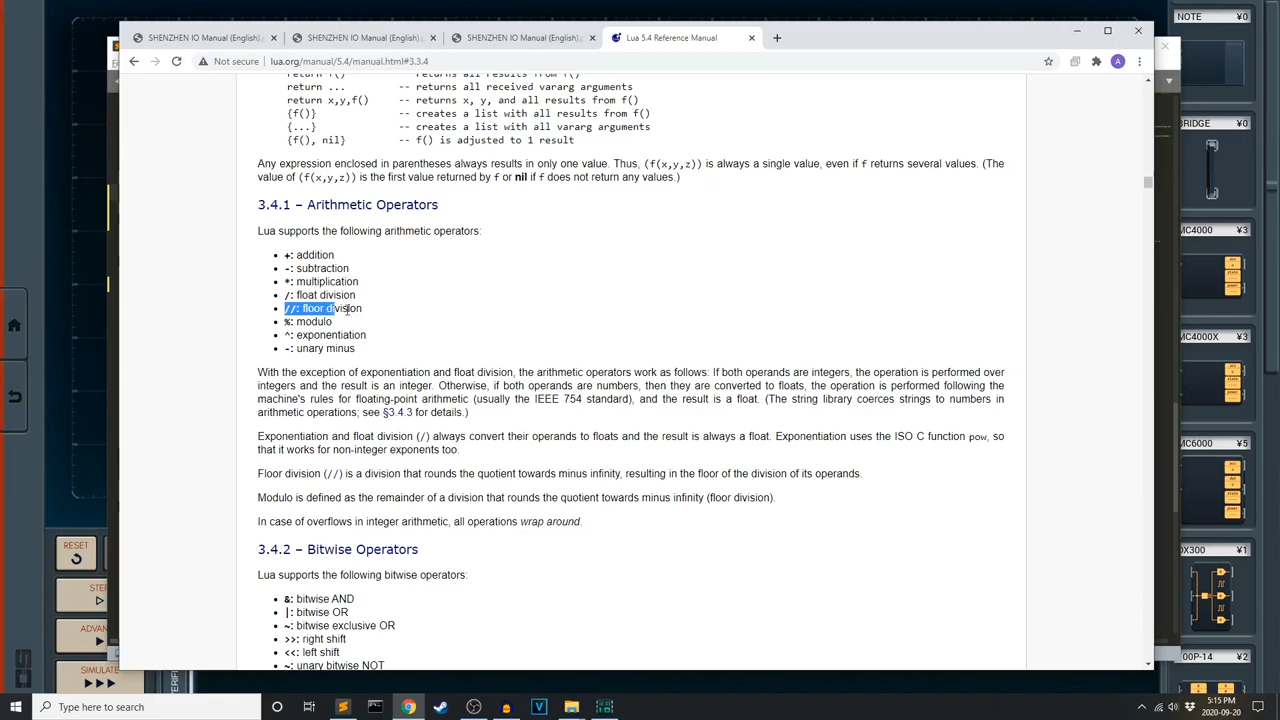 NOTE ¥0
SHENZHEN IO Manual (English).
SHENZHEN IO Manual (English).
SHENZHEN IO Manual (English).
Lua 5.4 Reference Manual
Not secure
lua.org/manual/5.4/manual.html#3.3.4
A
return ... -- returns all received vararg arguments
return x,y,f() -- returns x, y, and all results from f()
{f()} -- creates a list with all results from f()
{...} -- creates a list with all vararg arguments
{f(), nil} -- f() is adjusted to 1 result
BRIDGE ¥0
Any expression enclosed in parentheses always results in only one value. Thus, (f(x,y,z)) is always a single value, even if f returns several values. (The
value of (f(x,y,z)) is the first value returned by f or nil if f does not return any values.)
3.4.1 – Arithmetic Operators
Lua supports the following arithmetic operators:
MC4000 ¥3
+: addition
-: subtraction
*: multiplication
/: float division
//: floor division
%: modulo
^: exponentiation
-: unary minus
acc
state
power
MC4000X ¥3
With the exception of exponentiation and float division, the arithmetic operators work as follows: If both operands are integers, the operation is performed over
integers and the result is an integer. Otherwise, if both operands are numbers, then they are converted to floats, the operation is performed following the
machine's rules for floating-point arithmetic (usually the IEEE 754 standard), and the result is a float. (The string library coerces strings to numbers in
arithmetic operations; see §3.4.3 for details.)
acc
state
power
Exponentiation and float division (/) always convert their operands to floats and the result is always a float. Exponentiation uses the ISO C function pow, so
that it works for non-integer exponents too.
MC6000 ¥5
Floor division (//) is a division that rounds the quotient towards minus infinity, resulting in the floor of the division of its operands.
Modulo is defined as the remainder of a division that rounds the quotient towards minus infinity (floor division).
In case of overflows in integer arithmetic, all operations wrap around.
acc
dat
state
power
3.4.2 – Bitwise Operators
Lua supports the following bitwise operators:
DX300 ¥1
&: bitwise AND
|: bitwise OR
~: bitwise exclusive OR
>>: right shift
<<: left shift
~: unary bitwise NOT
RESET
STE
ADVAN
SIMULATE
00P-14 ¥2
ES
Type here to search
5:15 PM
2020-09-20